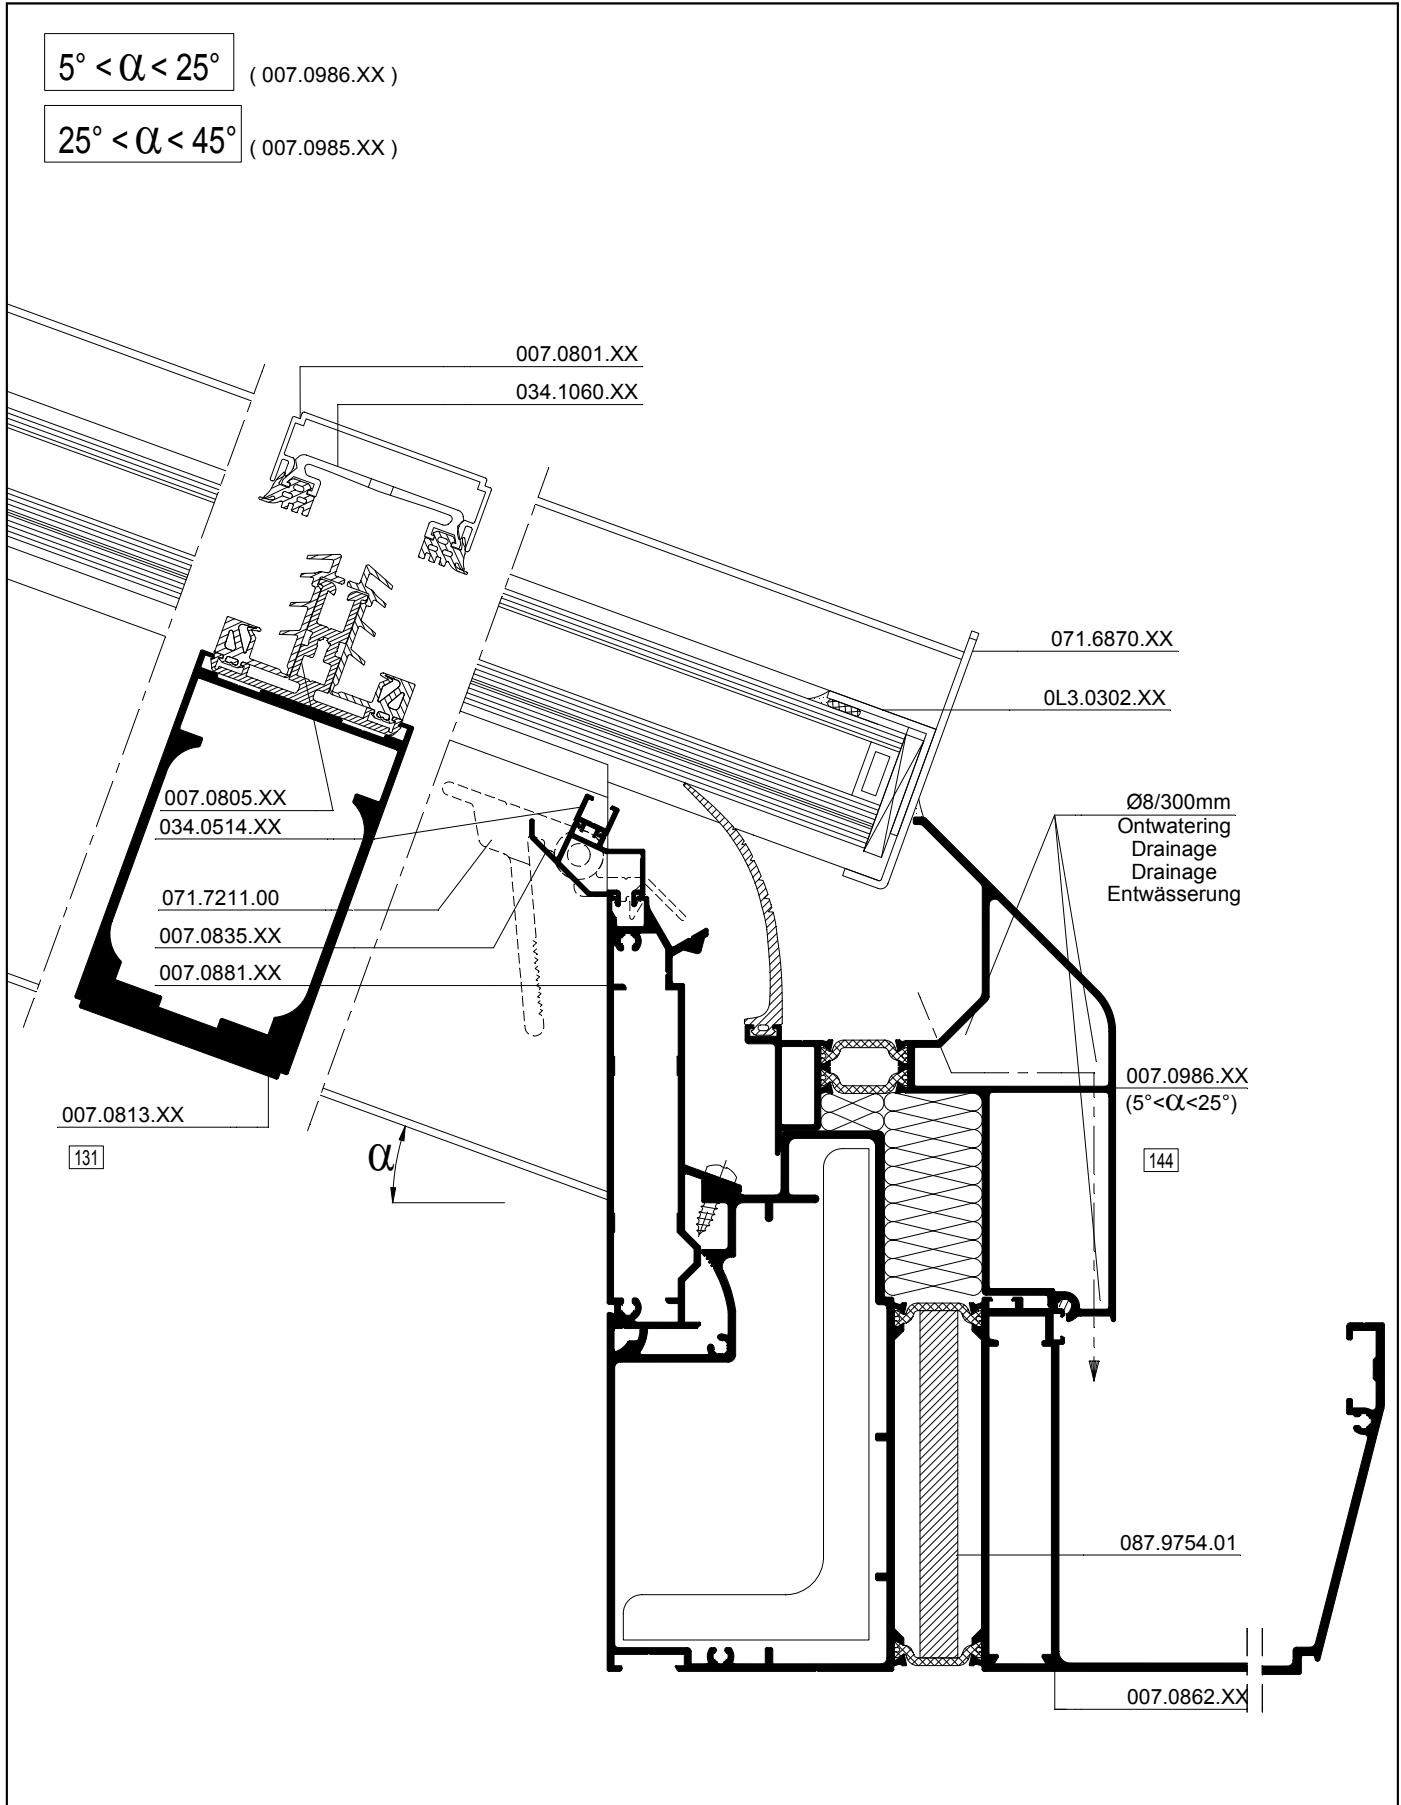 5° < α < 25° ( 007.0986.XX )
25° < α < 45° ( 007.0985.XX )
007.0801.XX
034.1060.XX
071.6870.XX
0L3.0302.XX
007.0805.XX
034.0514.XX
071.7211.00
007.0835.XX
007.0881.XX
Ø8/300mm
Ontwatering
Drainage
Drainage
Entwässerung
007.0986.XX
(5°<α<25°)
144
007.0813.XX
131
α
087.9754.01
007.0862.XX